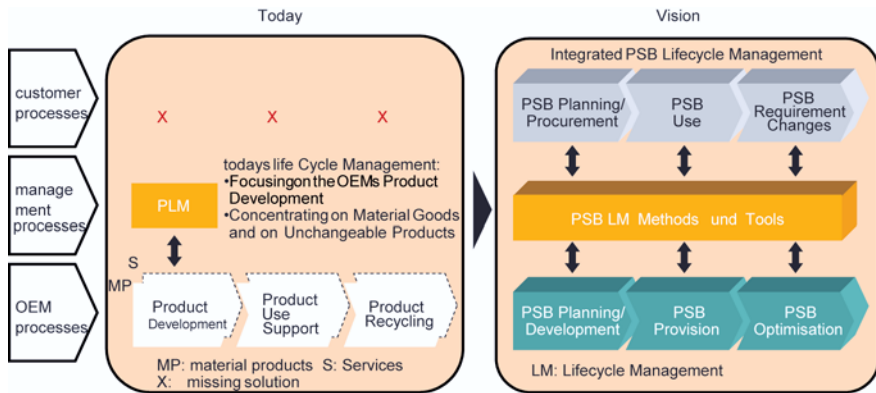 Today
Vision
customer
processes
manage
ment
processes
OEM
processes
X X X
todays life Cycle Management:
•Focusingon the OEMs Product
Development
•Concentrating on Material Goods
and on Unchangeable Products
PLM
S
MP
Product
Development
Product
Use
Support
Product
Recycling
MP: material products S: Services
X: missing solution
Integrated PSB Lifecycle Management
PSB Planning/
Procurement
PSB
Use
PSB
Requirement
Changes
PSB LM Methods und Tools
PSB Planning/
Development
PSB
Provision
PSB
Optimisation
LM: Lifecycle Management